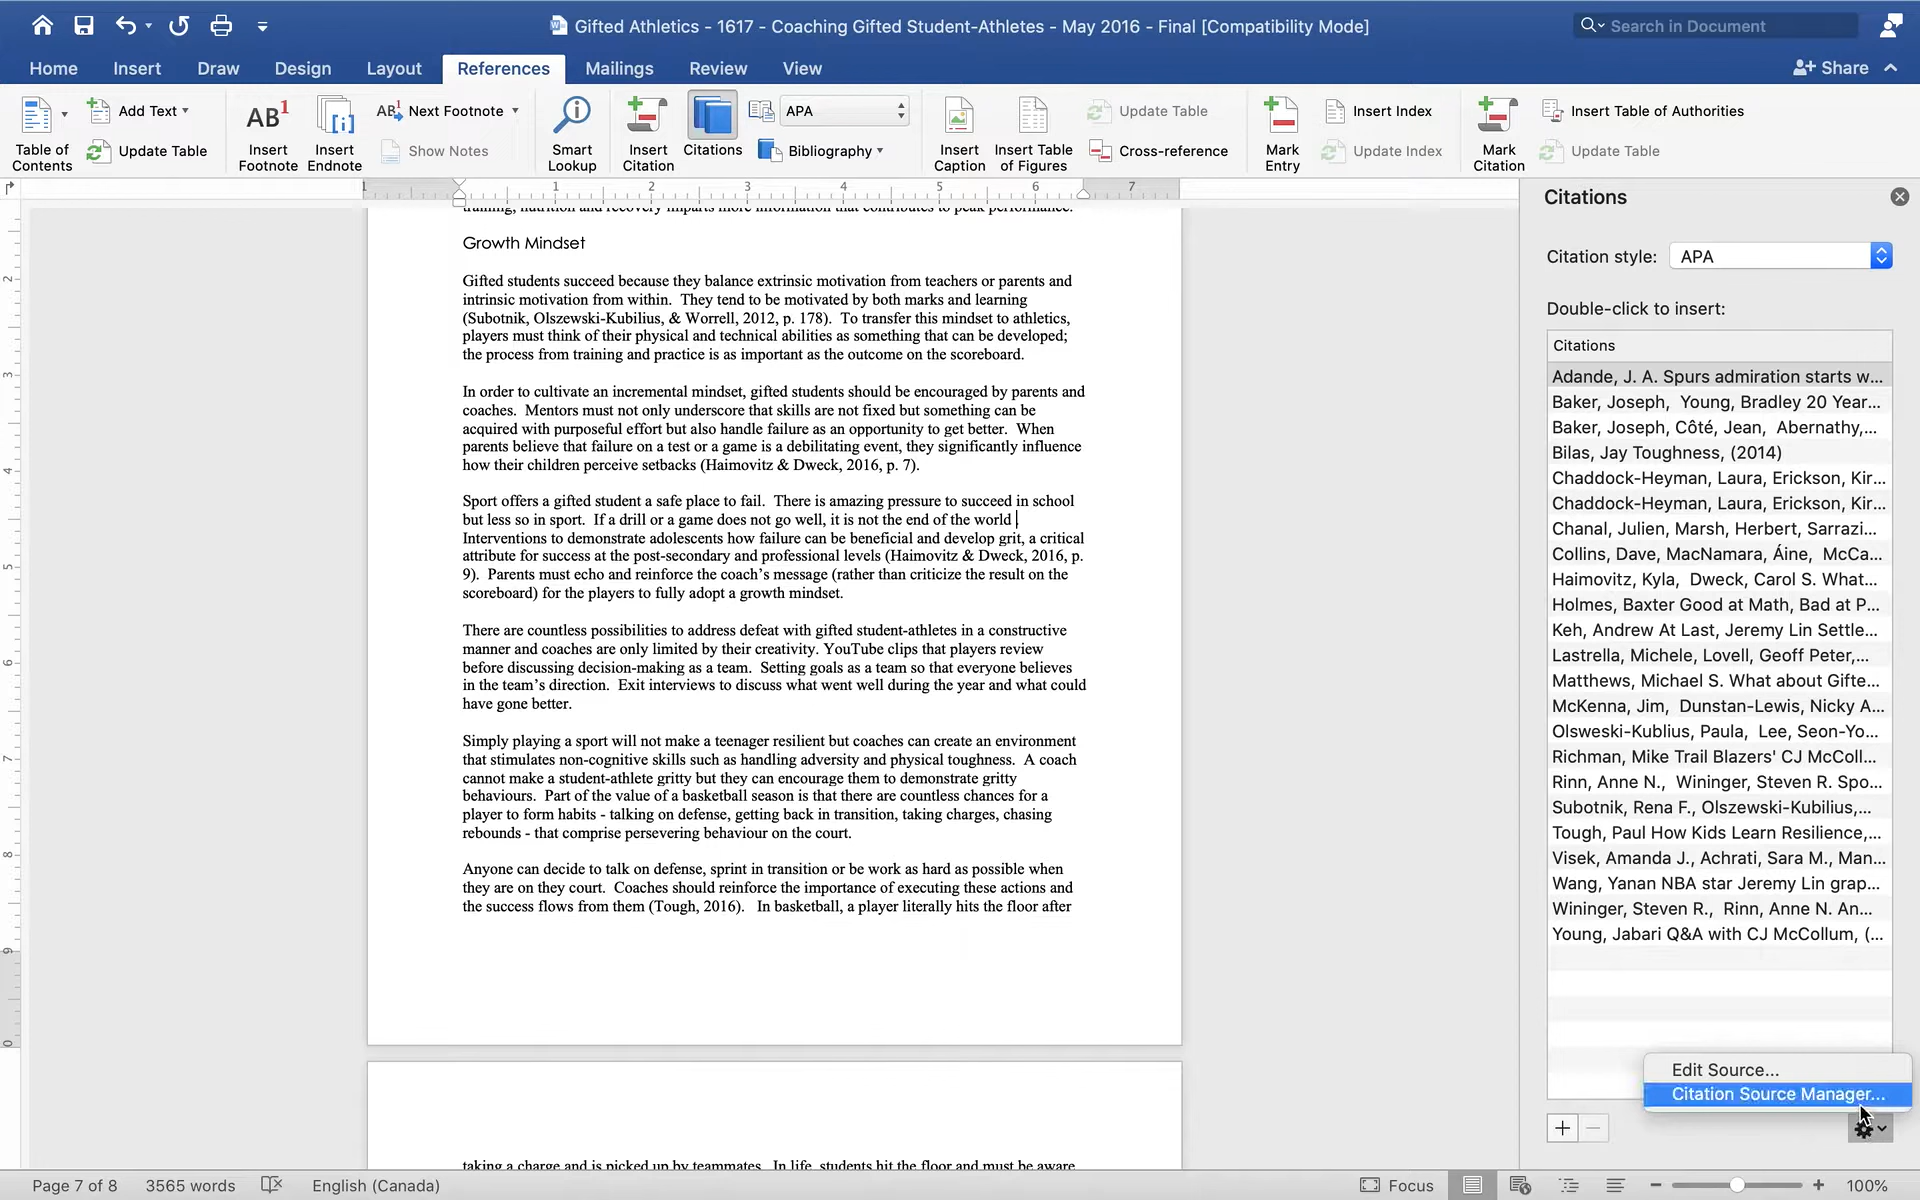 Gifted Athletics - 1617 - Coaching Gifted Student-Athletes - May 2016 - Final [Compatibility Mode]
Search in Document
Home Insert Draw Design Layout References Mailings Review View
Share
Table of Contents
Add Text
Update Table
AB1
Insert Footnote
Insert Endnote
AB1 Next Footnote
Show Notes
Smart Lookup
Insert Citation
Citations
APA
Bibliography
Insert Caption
Insert Table of Figures
Update Table
Cross-reference
Mark Entry
Insert Index
Update Index
Mark Citation
Insert Table of Authorities
Update Table
1 1 2 3 4 5 6 7
training, nutrition and recovery imparts more information that contributes to peak performance.
Growth Mindset
Gifted students succeed because they balance extrinsic motivation from teachers or parents and
intrinsic motivation from within. They tend to be motivated by both marks and learning
(Subotnik, Olszewski-Kubilius, & Worrell, 2012, p. 178). To transfer this mindset to athletics,
players must think of their physical and technical abilities as something that can be developed;
the process from training and practice is as important as the outcome on the scoreboard.
In order to cultivate an incremental mindset, gifted students should be encouraged by parents and
coaches. Mentors must not only underscore that skills are not fixed but something can be
acquired with purposeful effort but also handle failure as an opportunity to get better. When
parents believe that failure on a test or a game is a debilitating event, they significantly influence
how their children perceive setbacks (Haimovitz & Dweck, 2016, p. 7).
Sport offers a gifted student a safe place to fail. There is amazing pressure to succeed in school
but less so in sport. If a drill or a game does not go well, it is not the end of the world
Interventions to demonstrate adolescents how failure can be beneficial and develop grit, a critical
attribute for success at the post-secondary and professional levels (Haimovitz & Dweck, 2016, p.
9). Parents must echo and reinforce the coach's message (rather than criticize the result on the
scoreboard) for the players to fully adopt a growth mindset.
There are countless possibilities to address defeat with gifted student-athletes in a constructive
manner and coaches are only limited by their creativity. YouTube clips that players review
before discussing decision-making as a team. Setting goals as a team so that everyone believes
in the team's direction. Exit interviews to discuss what went well during the year and what could
have gone better.
Simply playing a sport will not make a teenager resilient but coaches can create an environment
that stimulates non-cognitive skills such as handling adversity and physical toughness. A coach
cannot make a student-athlete gritty but they can encourage them to demonstrate gritty
behaviours. Part of the value of a basketball season is that there are countless chances for a
player to form habits - talking on defense, getting back in transition, taking charges, chasing
rebounds - that comprise persevering behaviour on the court.
Anyone can decide to talk on defense, sprint in transition or be work as hard as possible when
they are on they court. Coaches should reinforce the importance of executing these actions and
the success flows from them (Tough, 2016). In basketball, a player literally hits the floor after
taking a charge and is picked up by teammates. In life, students hit the floor and must be aware
2
3
4
5
6
7
8
9
0
Citations
Citation style: APA
Double-click to insert:
Citations
Adande, J. A. Spurs admiration starts w...
Baker, Joseph, Young, Bradley 20 Year...
Baker, Joseph, Côté, Jean, Abernathy,...
Bilas, Jay Toughness, (2014)
Chaddock-Heyman, Laura, Erickson, Kir...
Chaddock-Heyman, Laura, Erickson, Kir...
Chanal, Julien, Marsh, Herbert, Sarrazi...
Collins, Dave, MacNamara, Áine, McCa...
Haimovitz, Kyla, Dweck, Carol S. What...
Holmes, Baxter Good at Math, Bad at P...
Keh, Andrew At Last, Jeremy Lin Settle...
Lastrella, Michele, Lovell, Geoff Peter,...
Matthews, Michael S. What about Gifte...
McKenna, Jim, Dunstan-Lewis, Nicky A...
Olsweski-Kublius, Paula, Lee, Seon-Yo...
Richman, Mike Trail Blazers' CJ McColl...
Rinn, Anne N., Wininger, Steven R. Spo...
Subotnik, Rena F., Olszewski-Kubilius,...
Tough, Paul How Kids Learn Resilience,...
Visek, Amanda J., Achrati, Sara M., Man...
Wang, Yanan NBA star Jeremy Lin grap...
Wininger, Steven R., Rinn, Anne N. An...
Young, Jabari Q&A with CJ McCollum, (...
Edit Source...
Citation Source Manager...
Page 7 of 8 3565 words English (Canada) Focus 100%